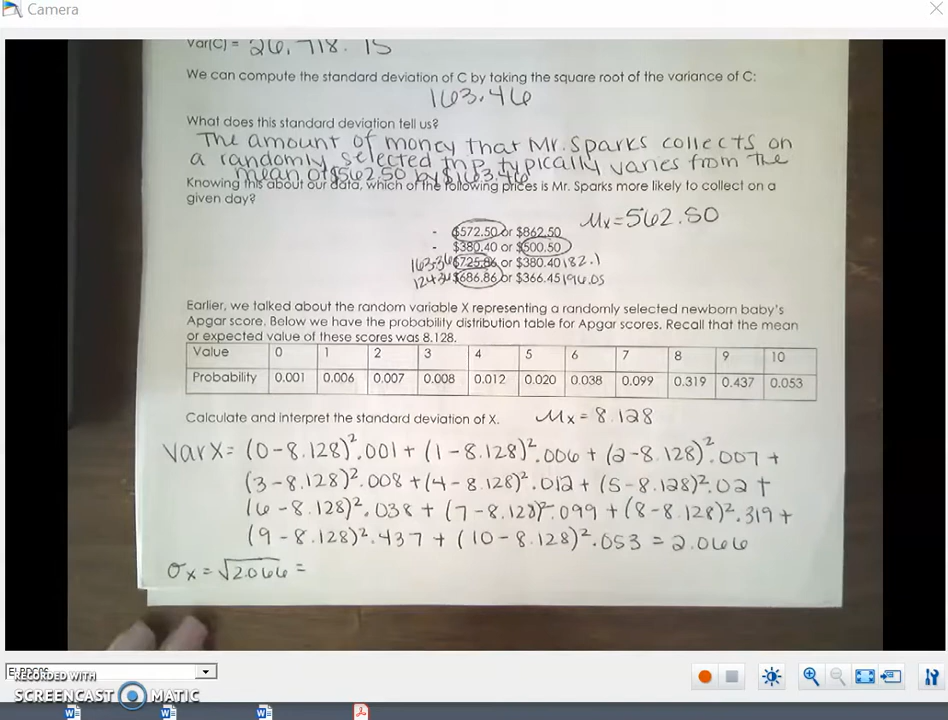 Camera
Var(C) = 26,718.15
We can compute the standard deviation of C by taking the square root of the variance of C:
163.46
What does this standard deviation tell us?
The amount of money that Mr. Sparks collects on
a randomly selected trip typically varies from the
mean of $562.50 by $163.46
Knowing this about our data, which of the following prices is Mr. Sparks more likely to collect on a
given day?
μx = 562.50
- $572.50 or $862.50
- $380.40 or $500.50
163.36 $725.86 or $380.40 182.1
124.36 $686.86 or $366.45 196.05
Earlier, we talked about the random variable X representing a randomly selected newborn baby's
Apgar score. Below we have the probability distribution table for Apgar scores. Recall that the mean
or expected value of these scores was 8.128.
Value 0 1 2 3 4 5 6 7 8 9 10
Probability 0.001 0.006 0.007 0.008 0.012 0.020 0.038 0.099 0.319 0.437 0.053
Calculate and interpret the standard deviation of X. μx = 8.128
Var X = (0-8.128)².001 + (1-8.128)².006 + (2-8.128)².007 +
(3-8.128)².008 + (4-8.128)².012 + (5-8.128)².02 +
(6-8.128)².038 + (7-8.128)².099 + (8-8.128)².319 +
(9-8.128)².437 + (10-8.128)².053 = 2.066
σx = √2.066 =
RECORDED WITH
SCREENCAST MATIC